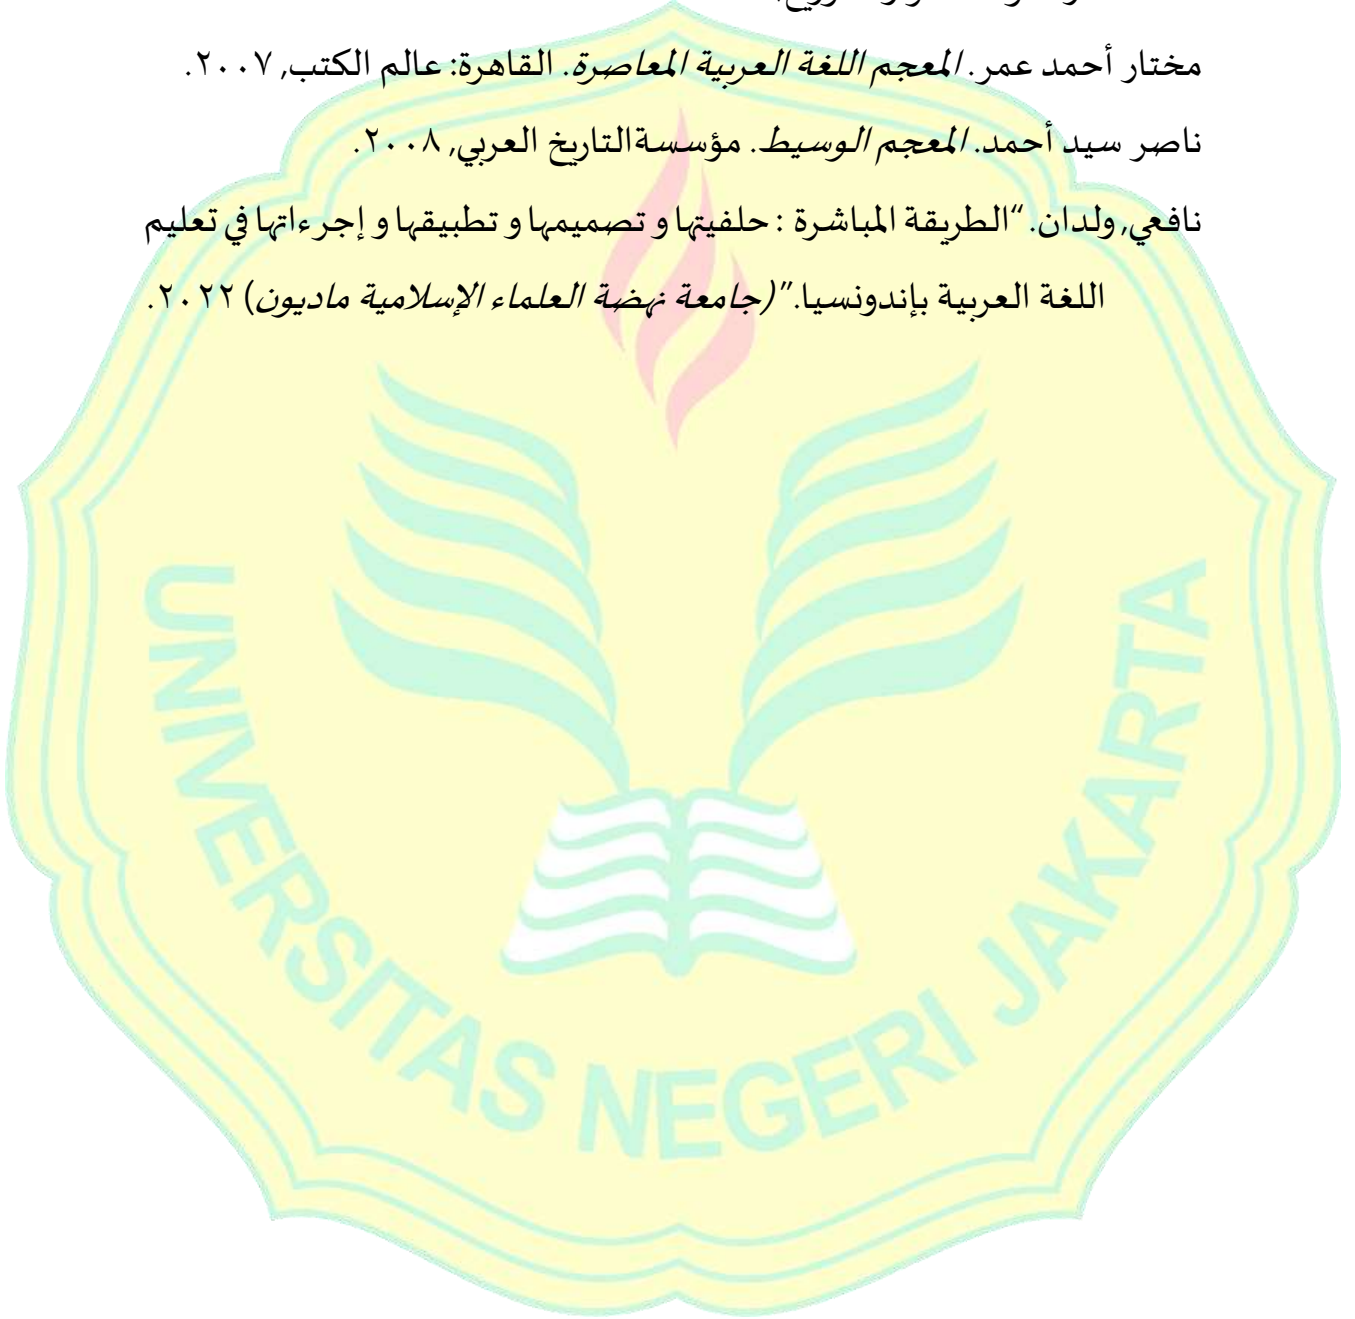 مختار أحمد عمر. المعجم اللغة العربية المعاصرة. القاهرة: عالم الكتب, ٢٠٠٧.
ناصر سيد أحمد. المعجم الوسيط. مؤسسةالتاريخ العربي, ٢٠٠٨.
نافعي, ولدان. “الطريقة المباشرة : حلفيتها و تصميمها و تطبيقها و إجرءاتها في تعليم
اللغة العربية بإندونسيا.” (جامعة نهضة العلماء الإسلامية ماديون) ٢٠٢٢.
UNIVERSITAS NEGERI JAKARTA